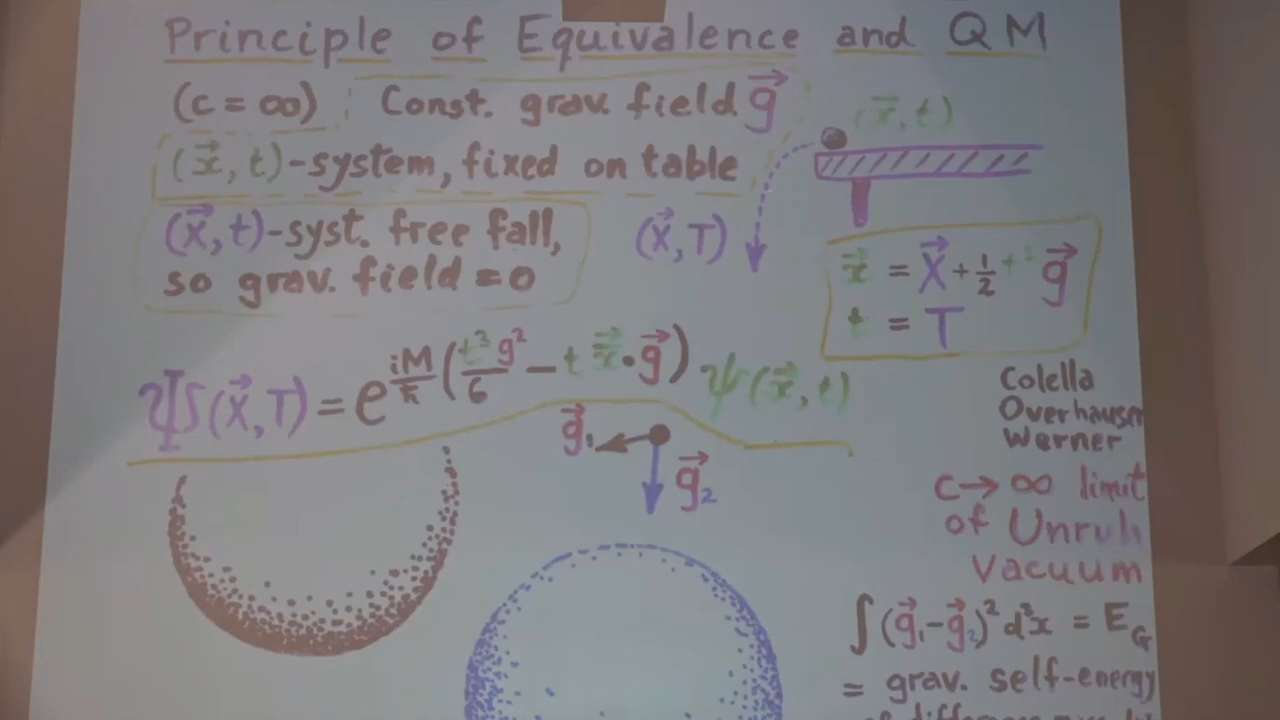 Principle of Equivalence and QM
(c = ∞) Const. grav. field g⃗
(x⃗, t)-system, fixed on table
(x⃗, t)
(X⃗, t)-syst. free fall,
so grav. field = 0
(X⃗, T)
x⃗ = X⃗ + ½ t² g⃗
t = T
Ψ(X⃗, T) = e^{iM/ħ (t³g²/6 − t x⃗·g⃗)} ψ(x⃗, t)
Colella
Overhauser
Werner
g⃗₁
g⃗₂
c → ∞ limit
of Unruh
vacuum
∫(g⃗₁−g⃗₂)² d³x = E_G
= grav. self-energy
of difference